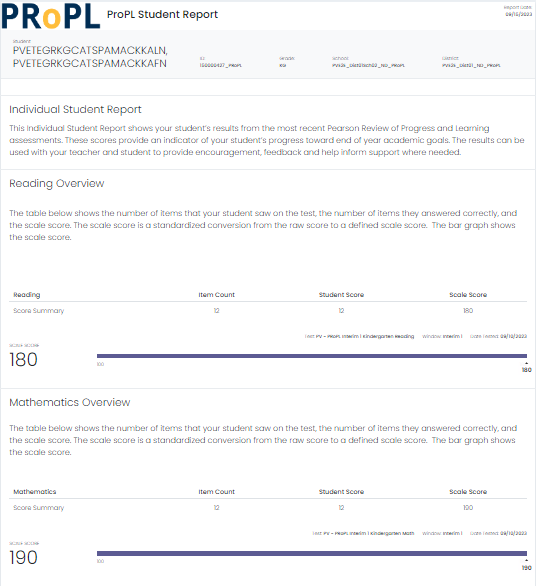 PRoPL ProPL Student Report
Report Date:
09/13/2023
Student
PVETEGRKGCATSPAMACKKALN,
PVETEGRKGCATSPAMACKKAFN
ID:
Grade:
KG
School:
District:
Individual Student Report
This Individual Student Report shows your student's results from the most recent Pearson Review of Progress and Learning
assessments. These scores provide an indicator of your student's progress toward end of year academic goals. The results can be
used with your teacher and student to provide encouragement, feedback and help inform support where needed.
Reading Overview
The table below shows the number of items that your student saw on the test, the number of items they answered correctly, and
the scale score. The scale score is a standardized conversion from the raw score to a defined scale score. The bar graph shows
the scale score.
Reading Item Count Student Score Scale Score
Score Summary 12 12 180
Test: PV - ProPL Interim 1 Kindergarten Reading Window: Interim 1 Date Tested: 09/13/2023
SCALE SCORE
180
100
180
Mathematics Overview
The table below shows the number of items that your student saw on the test, the number of items they answered correctly, and
the scale score. The scale score is a standardized conversion from the raw score to a defined scale score. The bar graph shows
the scale score.
Mathematics Item Count Student Score Scale Score
Score Summary 12 12 190
Test: PV - ProPL Interim 1 Kindergarten Math Window: Interim 1 Date Tested: 09/13/2023
SCALE SCORE
190
100
190